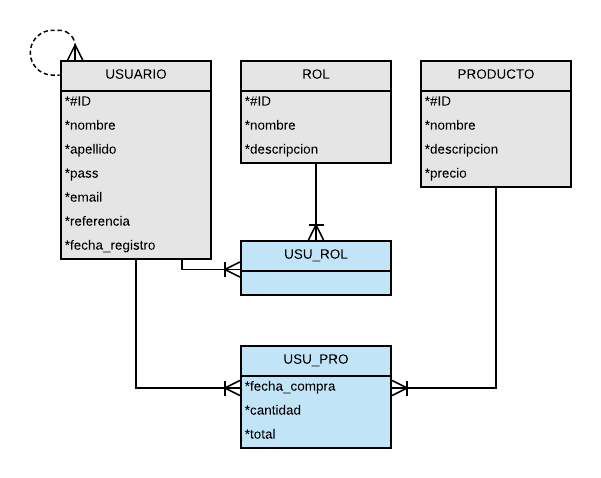 USUARIO
*#ID
*nombre
*apellido
*pass
*email
*referencia
*fecha_registro
ROL
*#ID
*nombre
*descripcion
PRODUCTO
*#ID
*nombre
*descripcion
*precio
USU_ROL
USU_PRO
*fecha_compra
*cantidad
*total